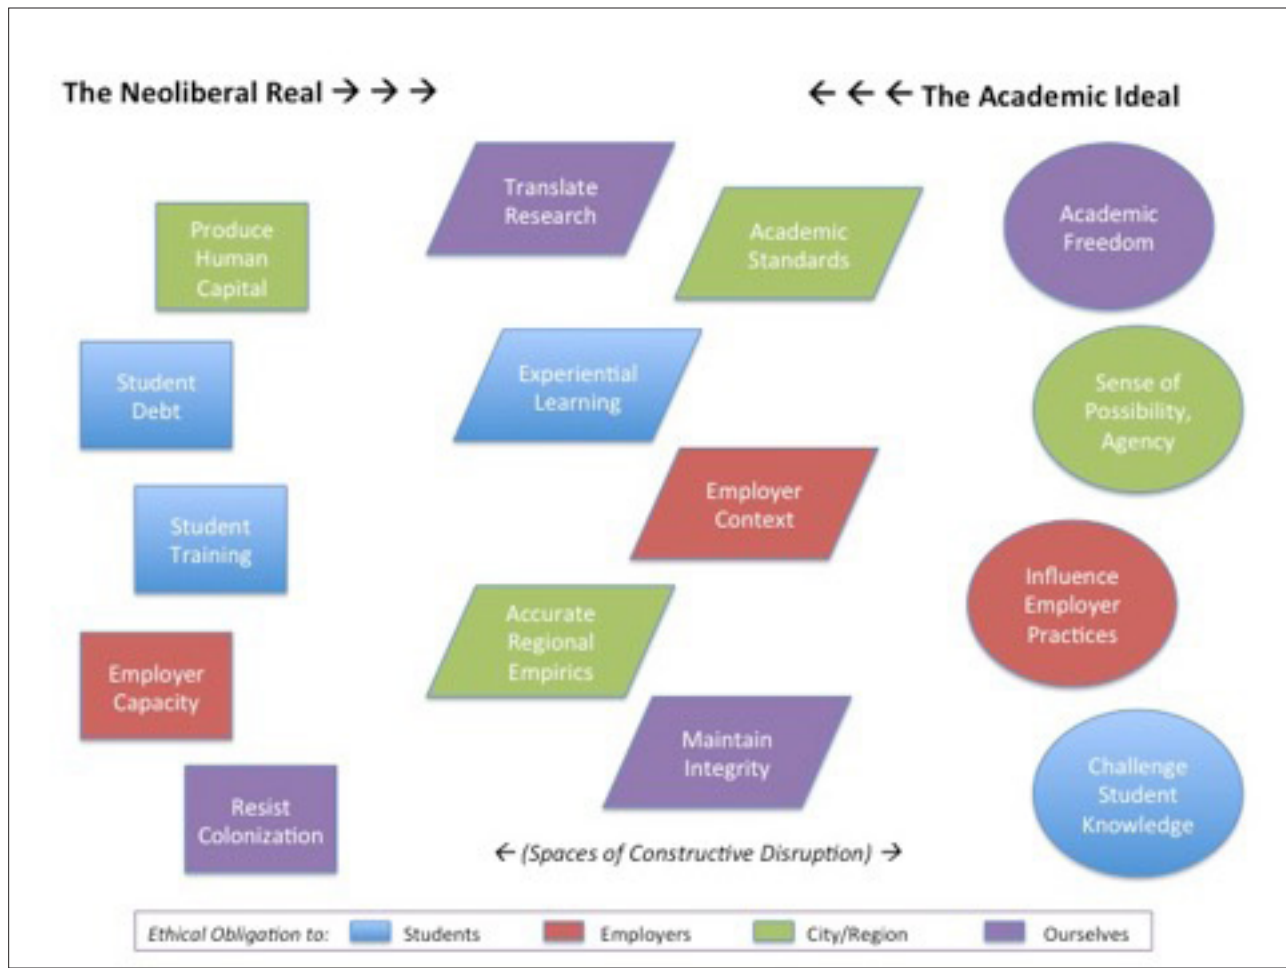 The Neoliberal Real → → →
← ← ← The Academic Ideal
Produce
Human
Capital
Student
Debt
Student
Training
Employer
Capacity
Resist
Colonization
Translate
Research
Academic
Standards
Experiential
Learning
Employer
Context
Accurate
Regional
Empirics
Maintain
Integrity
Academic
Freedom
Sense of
Possibility,
Agency
Influence
Employer
Practices
Challenge
Student
Knowledge
← (Spaces of Constructive Disruption) →
Ethical Obligation to: Students Employers City/Region Ourselves